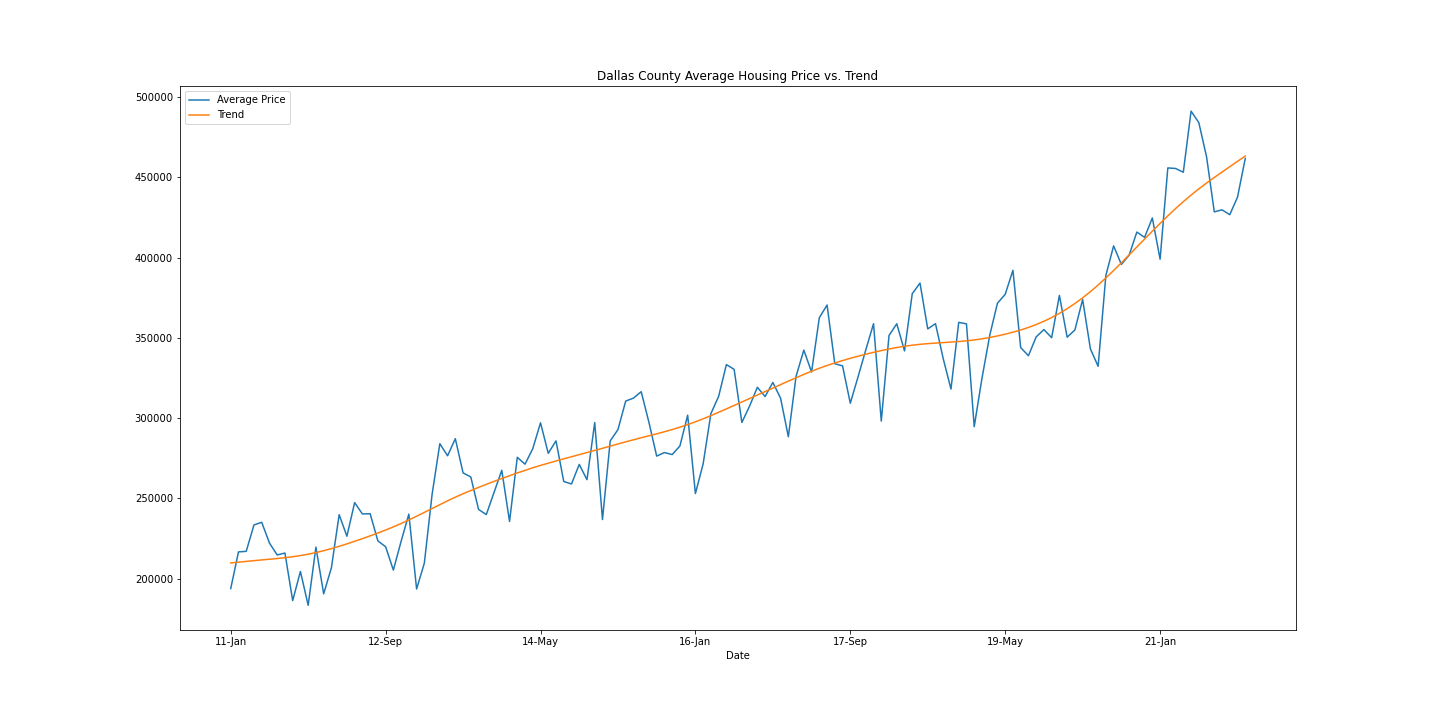 Dallas County Average Housing Price vs. Trend
Average Price
Trend
500000
450000
400000
350000
300000
250000
200000
11-Jan
12-Sep
14-May
16-Jan
17-Sep
19-May
21-Jan
Date